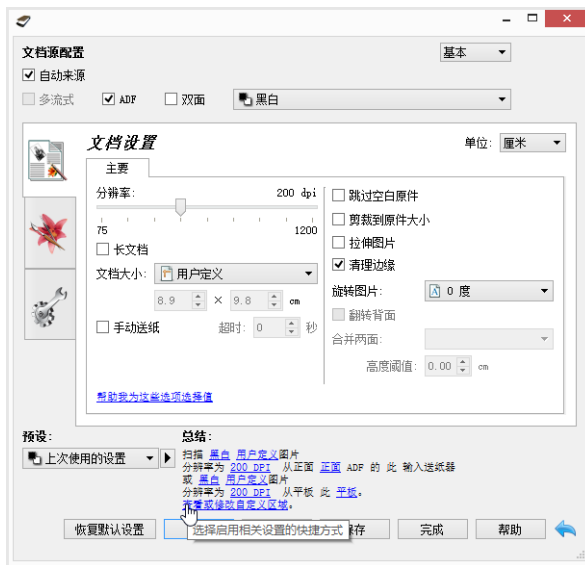 文档源配置
基本
自动来源
多流式
ADF
双面
黑白
文档设置
单位: 厘米
主要
分辨率: 200 dpi
75 1200
长文档
文档大小: 用户定义
8.9 × 9.8 cm
手动送纸 超时: 0 秒
帮助我为这些选项选择值
跳过空白原件
剪裁到原件大小
拉伸图片
清理边缘
旋转图片: 0 度
翻转背面
合并两面:
高度阈值: 0.00 cm
预设:
上次使用的设置
总结:
扫描 黑白 用户定义图片
分辨率为 200 DPI 从正面 正面 ADF 的 此 输入送纸器
或 黑白 用户定义图片
分辨率为 200 DPI 从平板 此 平板。
查看或修改自定义区域。
选择启用相关设置的快捷方式
恢复默认设置
存
完成
帮助